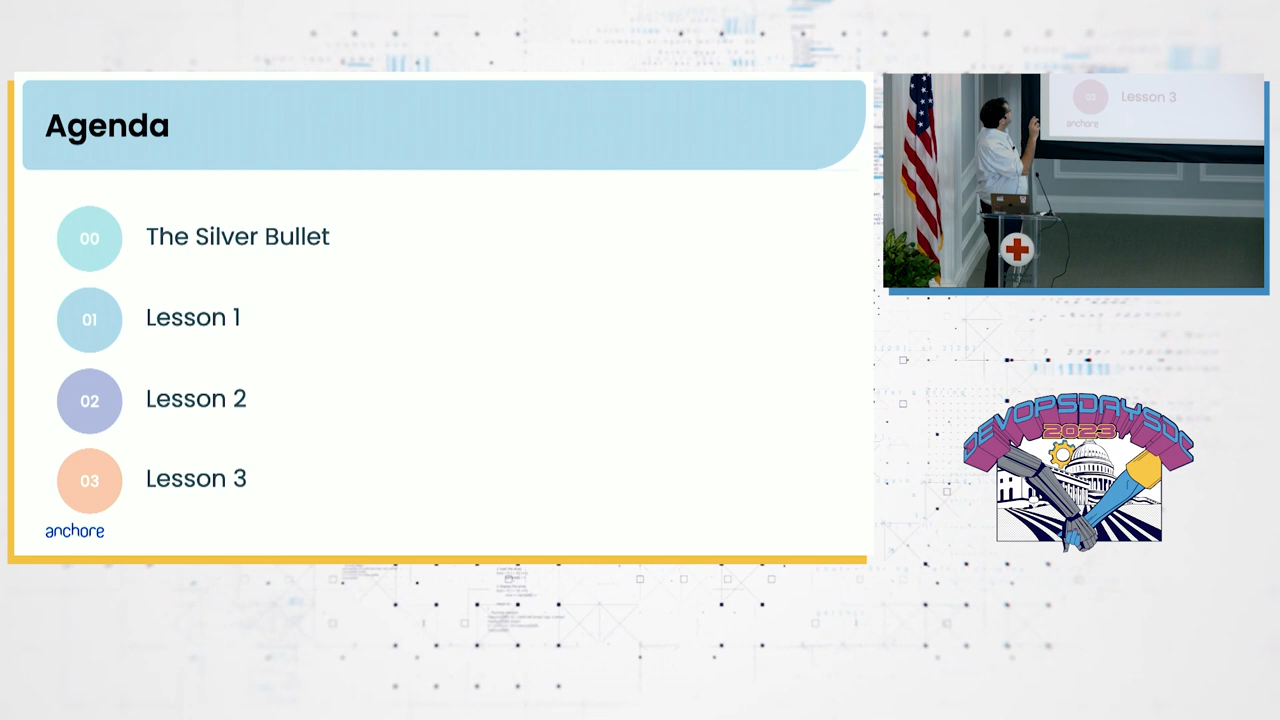 Agenda
00
The Silver Bullet
01
Lesson 1
02
Lesson 2
03
Lesson 3
anchore
03
Lesson 3
anchore
DEVOPSDAYSDC
2023